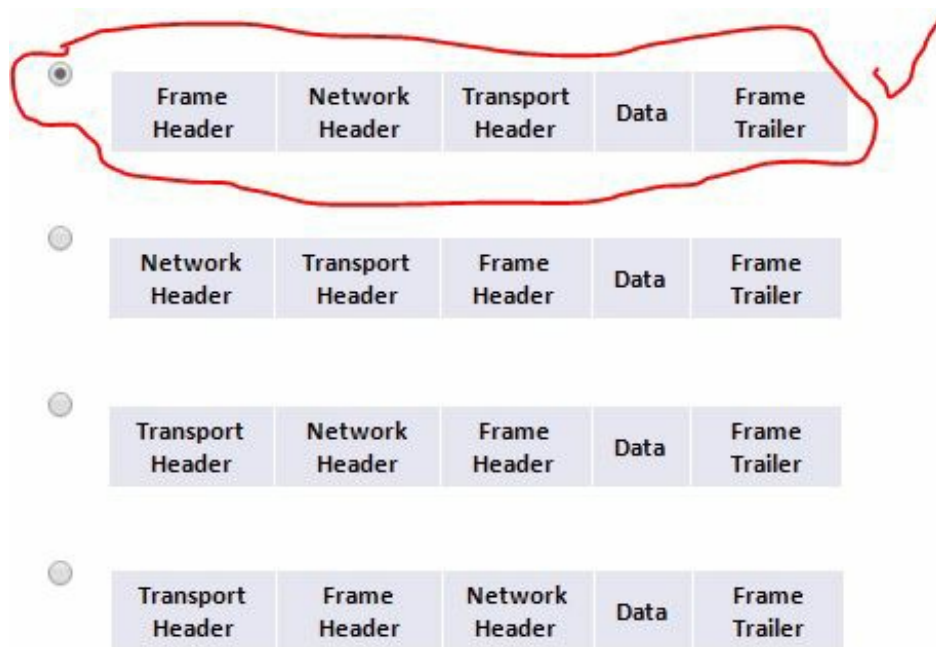 Frame Network Transport Data Frame
Header Header Header Trailer
Network Transport Frame Data Frame
Header Header Header Trailer
Transport Network Frame Data Frame
Header Header Header Trailer
Transport Frame Network Data Frame
Header Header Header Trailer